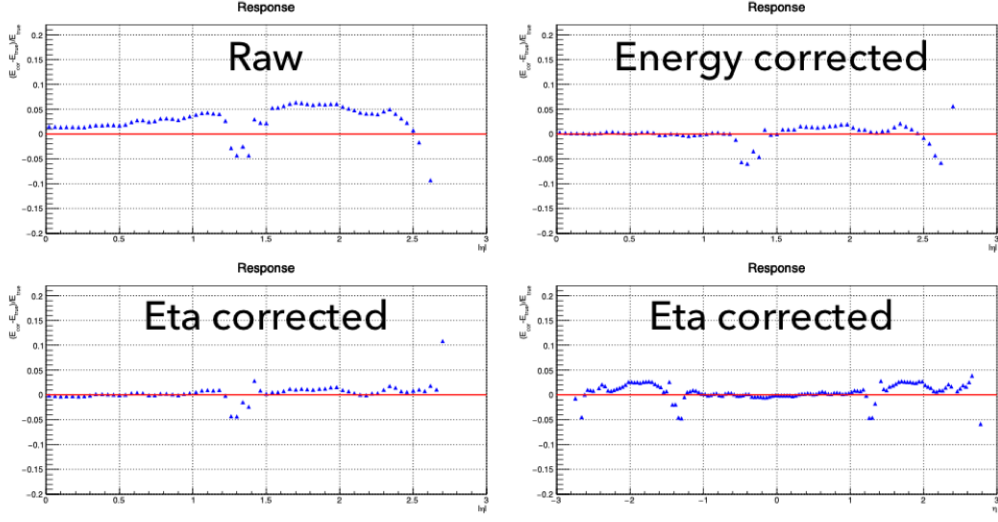 Response
(E_cor-E_true)/E_true
0.2
0.15
0.1
0.05
0
−0.05
−0.1
−0.15
−0.2
Raw
0 0.5 1 1.5 2 2.5 3
|η|
Response
(E_cor-E_true)/E_true
0.2
0.15
0.1
0.05
0
−0.05
−0.1
−0.15
−0.2
Energy corrected
0 0.5 1 1.5 2 2.5 3
|η|
Response
(E_cor-E_true)/E_true
0.2
0.15
0.1
0.05
0
−0.05
−0.1
−0.15
−0.2
Eta corrected
0 0.5 1 1.5 2 2.5 3
|η|
Response
(E_cor-E_true)/E_true
0.2
0.15
0.1
0.05
0
−0.05
−0.1
−0.15
−0.2
Eta corrected
−3 −2 −1 0 1 2 3
η